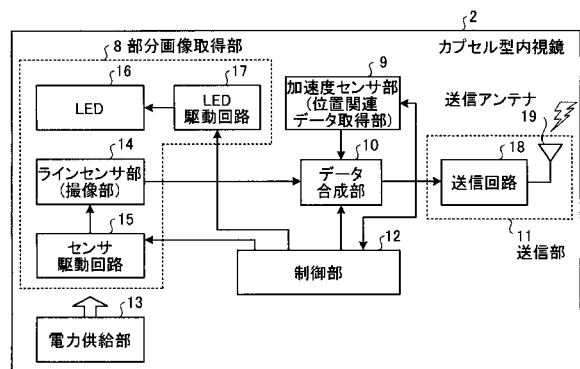 2
8 部分画像取得部
カプセル型内視鏡
16
17
9
LED
LED
駆動回路
加速度センサ部
(位置関連
データ取得部)
送信アンテナ
19
14
10
18
ラインセンサ部
(撮像部)
データ
合成部
送信回路
15
12
11
送信部
センサ
駆動回路
制御部
13
電力供給部